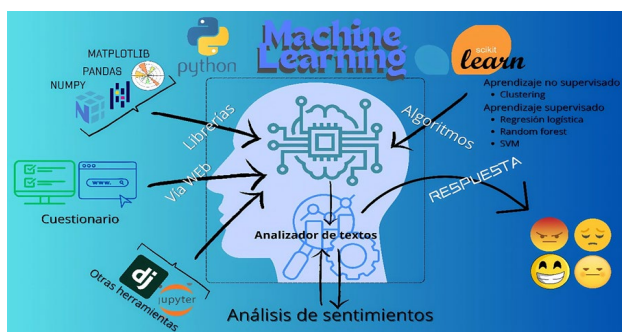 MATPLOTLIB
PANDAS
NUMPY
python
Machine
Learning
scikit
learn
Aprendizaje no supervisado
• Clustering
Aprendizaje supervisado
• Regresión logística
• Random forest
• SVM
Librerías
Algoritmos
Vía WEb
www.
Cuestionario
RESPUESTA
Analizador de textos
dj
jupyter
Otras herramientas
Análisis de sentimientos